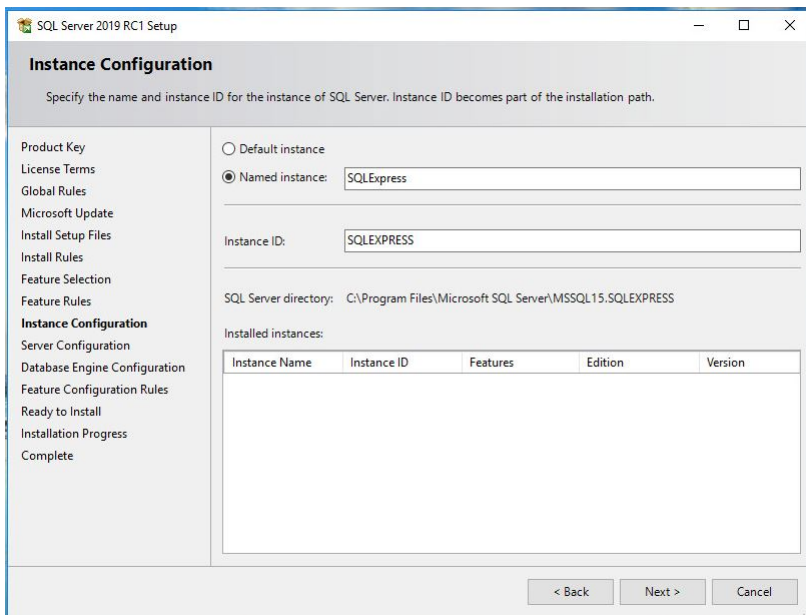 SQL Server 2019 RC1 Setup
Instance Configuration
Specify the name and instance ID for the instance of SQL Server. Instance ID becomes part of the installation path.
Product Key
License Terms
Global Rules
Microsoft Update
Install Setup Files
Install Rules
Feature Selection
Feature Rules
Instance Configuration
Server Configuration
Database Engine Configuration
Feature Configuration Rules
Ready to Install
Installation Progress
Complete
Default instance
Named instance: SQLExpress
Instance ID: SQLEXPRESS
SQL Server directory: C:\Program Files\Microsoft SQL Server\MSSQL15.SQLEXPRESS
Installed instances:
Instance Name Instance ID Features Edition Version
< Back Next > Cancel